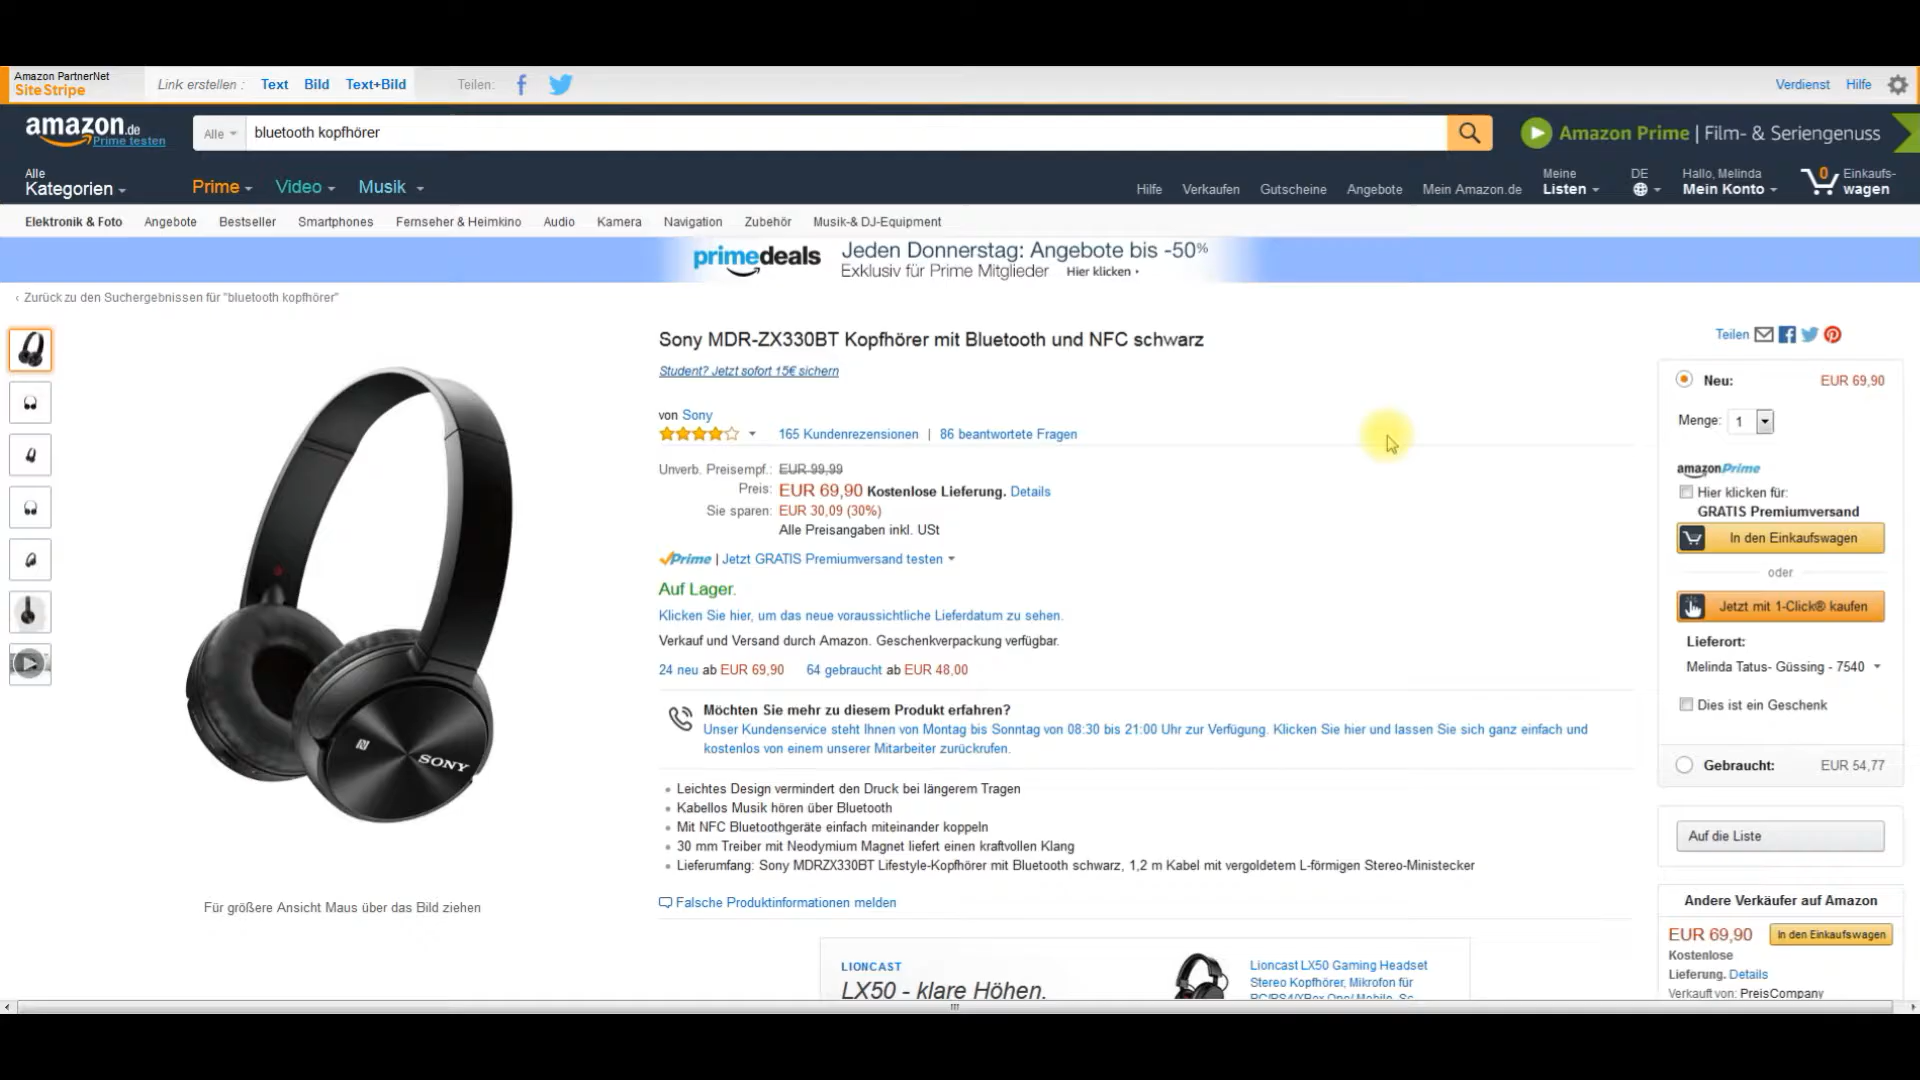 Amazon PartnerNet
SiteStripe
Link erstellen :
Text
Bild
Text+Bild
Teilen:
Verdienst
Hilfe
amazon.de
Prime testen
Alle
bluetooth kopfhörer
Amazon Prime | Film- & Seriengenuss
Alle
Kategorien
Prime
Video
Musik
Hilfe
Verkaufen
Gutscheine
Angebote
Mein Amazon.de
Meine
Listen
DE
Hallo, Melinda
Mein Konto
0
Einkaufs-
wagen
Elektronik & Foto
Angebote
Bestseller
Smartphones
Fernseher & Heimkino
Audio
Kamera
Navigation
Zubehör
Musik-& DJ-Equipment
primedeals
Jeden Donnerstag: Angebote bis -50%
Exklusiv für Prime Mitglieder Hier klicken ›
‹ Zurück zu den Suchergebnissen für "bluetooth kopfhörer"
SONY
Für größere Ansicht Maus über das Bild ziehen
Sony MDR-ZX330BT Kopfhörer mit Bluetooth und NFC schwarz
Student? Jetzt sofort 15€ sichern
von Sony
165 Kundenrezensionen | 86 beantwortete Fragen
Unverb. Preisempf.: EUR 99,99
Preis: EUR 69,90 Kostenlose Lieferung. Details
Sie sparen: EUR 30,09 (30%)
Alle Preisangaben inkl. USt
Prime | Jetzt GRATIS Premiumversand testen
Auf Lager.
Klicken Sie hier, um das neue voraussichtliche Lieferdatum zu sehen.
Verkauf und Versand durch Amazon. Geschenkverpackung verfügbar.
24 neu ab EUR 69,90 64 gebraucht ab EUR 48,00
Möchten Sie mehr zu diesem Produkt erfahren?
Unser Kundenservice steht Ihnen von Montag bis Sonntag von 08:30 bis 21:00 Uhr zur Verfügung. Klicken Sie hier und lassen Sie sich ganz einfach und
kostenlos von einem unserer Mitarbeiter zurückrufen.
Leichtes Design vermindert den Druck bei längerem Tragen
Kabellos Musik hören über Bluetooth
Mit NFC Bluetoothgeräte einfach miteinander koppeln
30 mm Treiber mit Neodymium Magnet liefert einen kraftvollen Klang
Lieferumfang: Sony MDRZX330BT Lifestyle-Kopfhörer mit Bluetooth schwarz, 1,2 m Kabel mit vergoldetem L-förmigen Stereo-Ministecker
Falsche Produktinformationen melden
LIONCAST
LX50 - klare Höhen.
Lioncast LX50 Gaming Headset
Stereo Kopfhörer, Mikrofon für
PC/PS4/XBox One/ Mobile, Sc
Teilen
Neu: EUR 69,90
Menge: 1
amazonPrime
Hier klicken für:
GRATIS Premiumversand
In den Einkaufswagen
oder
Jetzt mit 1-Click® kaufen
Lieferort:
Melinda Tatus- Güssing - 7540
Dies ist ein Geschenk
Gebraucht: EUR 54,77
Auf die Liste
Andere Verkäufer auf Amazon
EUR 69,90
In den Einkaufswagen
Kostenlose
Lieferung. Details
Verkauft von: PreisCompany